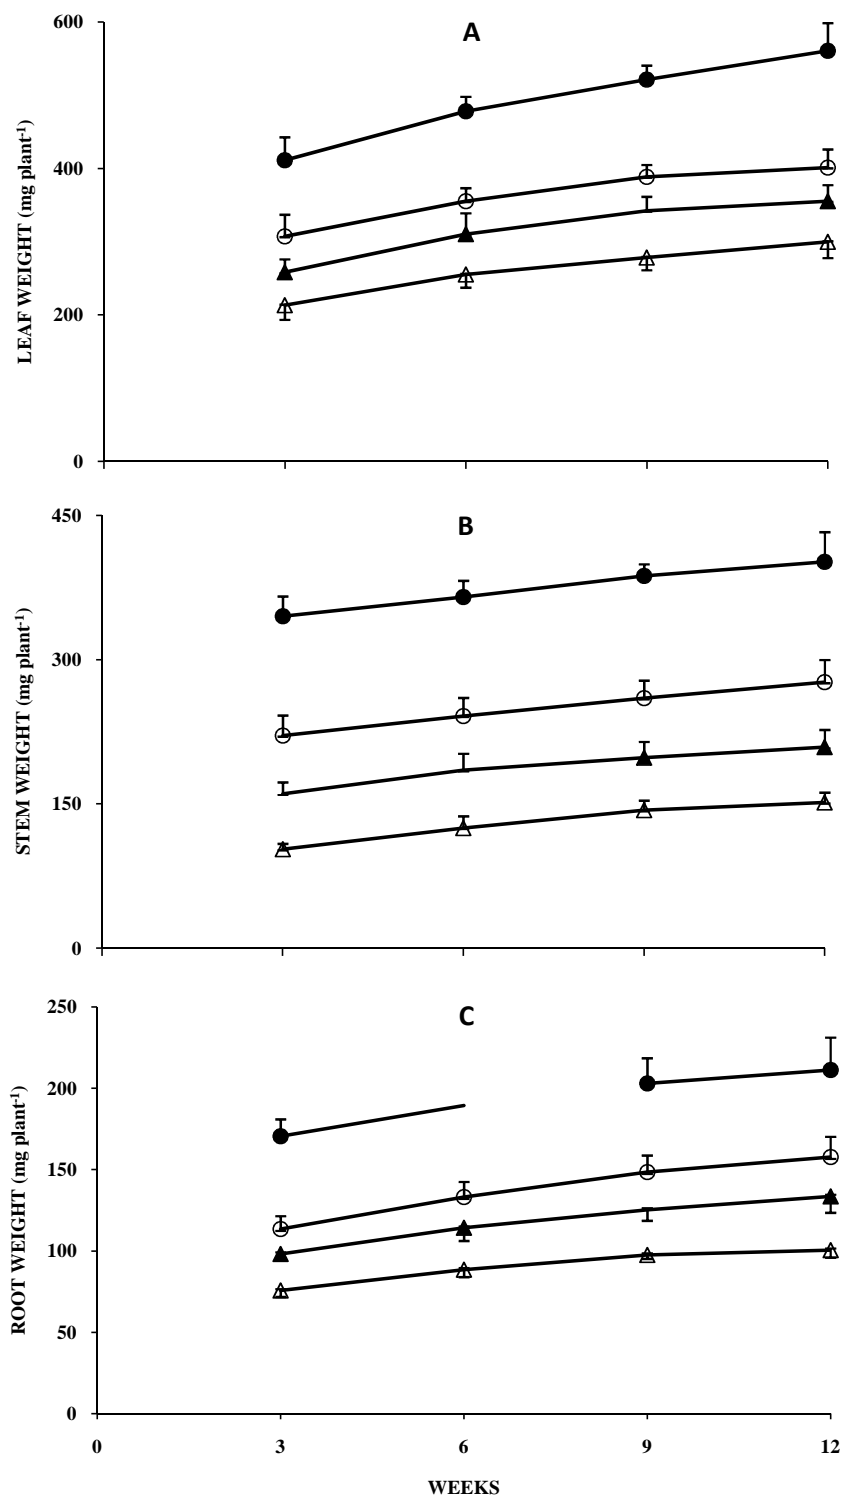 A
600
400
200
0
LEAF WEIGHT (mg plant⁻¹)
B
450
300
150
0
STEM WEIGHT (mg plant⁻¹)
C
250
200
150
100
50
0
ROOT WEIGHT (mg plant⁻¹)
0 3 6 9 12
WEEKS